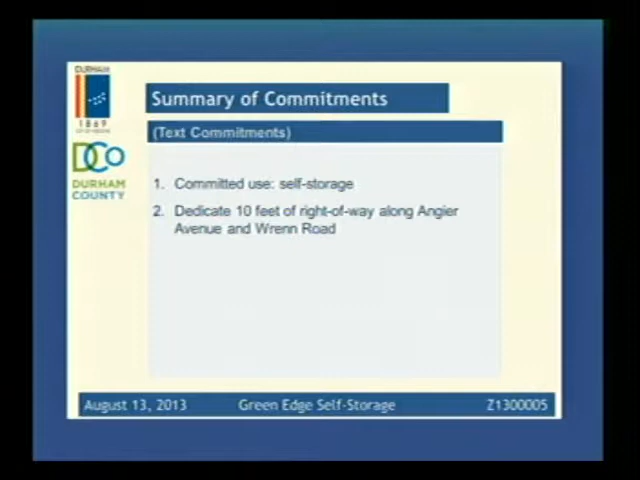 DURHAM
1869
DCO
DURHAM
COUNTY
Summary of Commitments
(Text Commitments)
1. Committed use: self-storage
2. Dedicate 10 feet of right-of-way along Angier
Avenue and Wrenn Road
August 13, 2013 Green Edge Self-Storage Z1300005